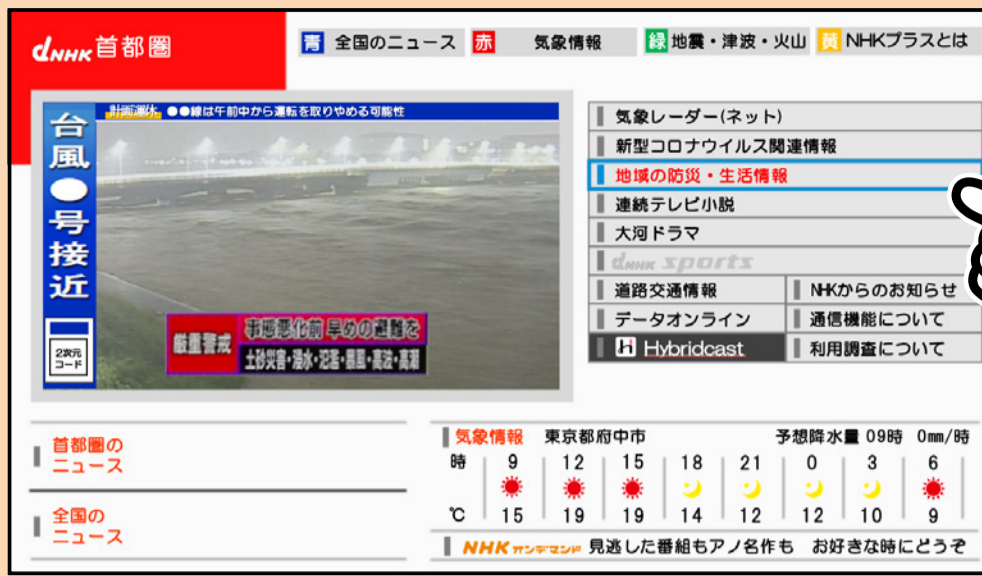 dNHK 首都圏
青 全国のニュース 赤 気象情報 緑 地震・津波・火山 黄 NHKプラスとは
計画運休 ●●線は午前中から運転を取りやめる可能性
台風●号接近
2次元
コード
厳重警戒
事態悪化前 早めの避難を
土砂災害・浸水・氾濫・暴風・高波・高潮
気象レーダー(ネット)
新型コロナウイルス関連情報
地域の防災・生活情報
連続テレビ小説
大河ドラマ
dNHK sports
道路交通情報 NHKからのお知らせ
データオンライン 通信機能について
H Hybridcast 利用調査について
首都圏の
ニュース
全国の
ニュース
気象情報 東京都府中市 予想降水量 09時 0mm/時
時 9 12 15 18 21 0 3 6
℃ 15 19 19 14 12 12 10 9
NHKオンデマンド 見逃した番組もアノ名作も お好きな時にどうぞ